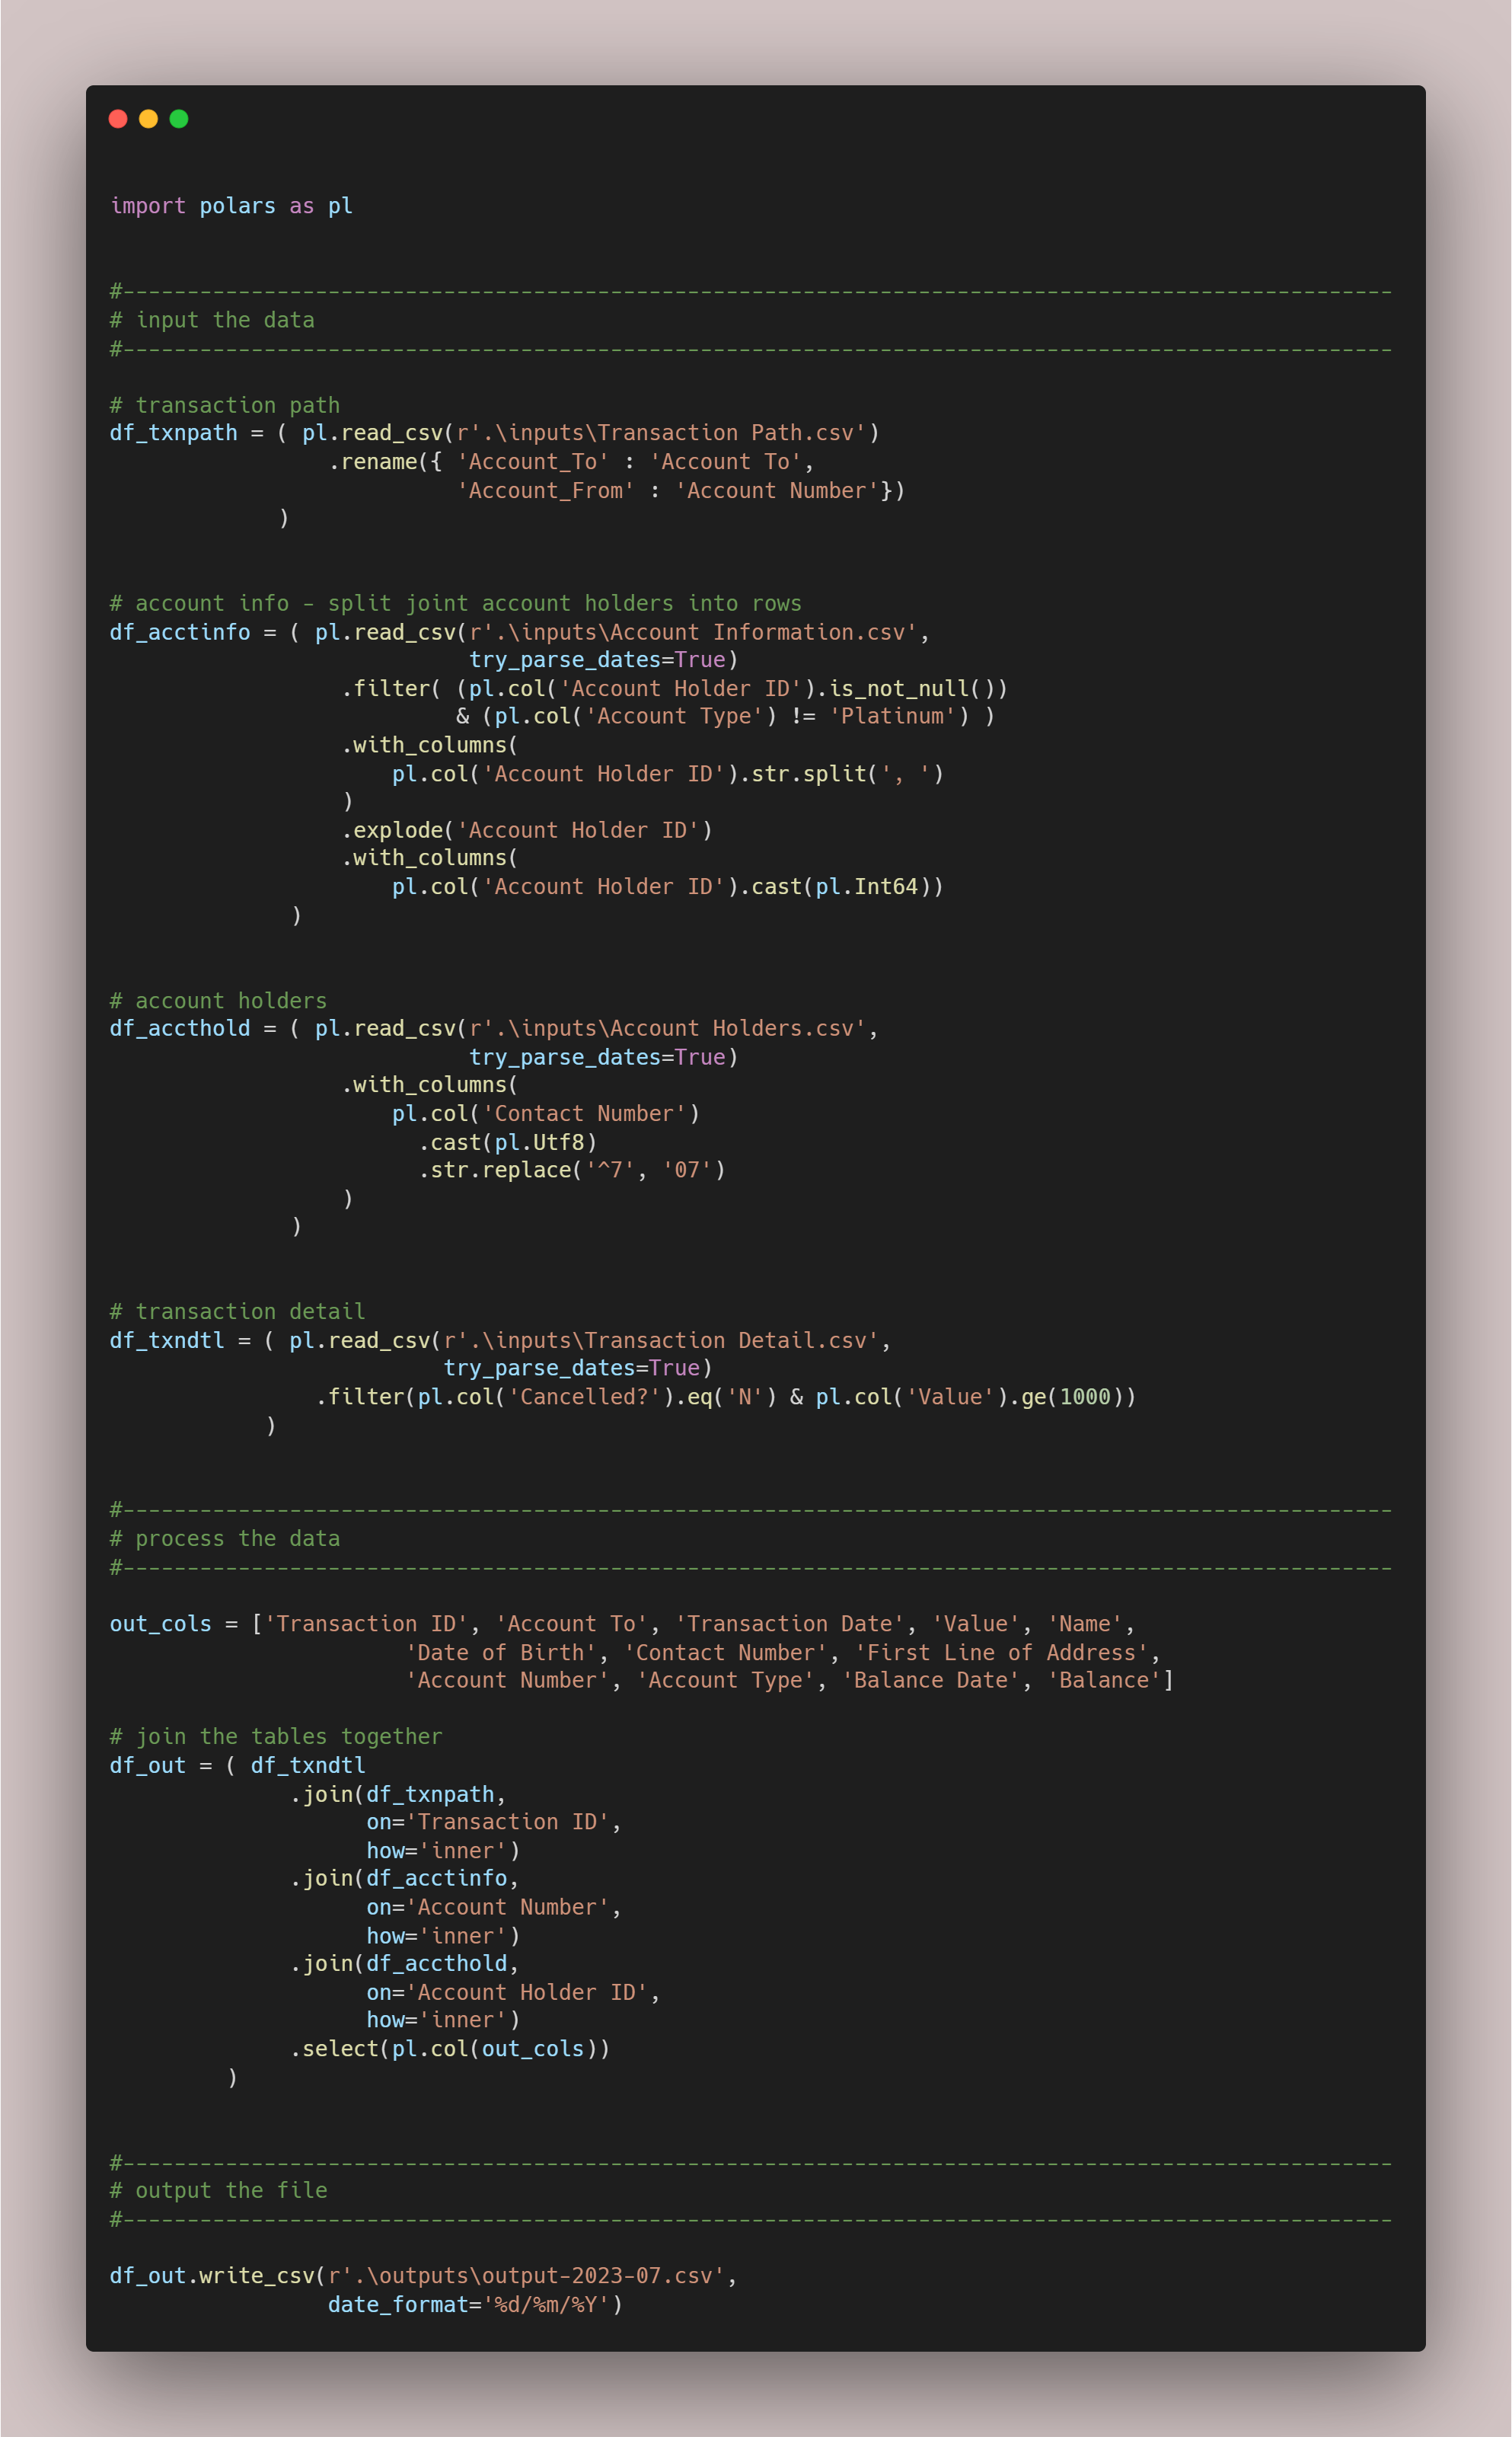 import polars as pl
#---------------------------------------------------------------------------------------------------
# input the data
#---------------------------------------------------------------------------------------------------
# transaction path
df_txnpath = ( pl.read_csv(r'.\inputs\Transaction Path.csv')
                 .rename({ 'Account_To' : 'Account To',
                           'Account_From' : 'Account Number'})
             )
# account info - split joint account holders into rows
df_acctinfo = ( pl.read_csv(r'.\inputs\Account Information.csv',
                            try_parse_dates=True)
                  .filter( (pl.col('Account Holder ID').is_not_null())
                           & (pl.col('Account Type') != 'Platinum') )
                  .with_columns(
                      pl.col('Account Holder ID').str.split(', ')
                  )
                  .explode('Account Holder ID')
                  .with_columns(
                      pl.col('Account Holder ID').cast(pl.Int64))
              )
# account holders
df_accthold = ( pl.read_csv(r'.\inputs\Account Holders.csv',
                            try_parse_dates=True)
                  .with_columns(
                      pl.col('Contact Number')
                        .cast(pl.Utf8)
                        .str.replace('^7', '07')
                  )
              )
# transaction detail
df_txndtl = ( pl.read_csv(r'.\inputs\Transaction Detail.csv',
                          try_parse_dates=True)
                .filter(pl.col('Cancelled?').eq('N') & pl.col('Value').ge(1000))
            )
#---------------------------------------------------------------------------------------------------
# process the data
#---------------------------------------------------------------------------------------------------
out_cols = ['Transaction ID', 'Account To', 'Transaction Date', 'Value', 'Name',
                       'Date of Birth', 'Contact Number', 'First Line of Address',
                       'Account Number', 'Account Type', 'Balance Date', 'Balance']
# join the tables together
df_out = ( df_txndtl
              .join(df_txnpath,
                    on='Transaction ID',
                    how='inner')
              .join(df_acctinfo,
                    on='Account Number',
                    how='inner')
              .join(df_accthold,
                    on='Account Holder ID',
                    how='inner')
              .select(pl.col(out_cols))
         )
#---------------------------------------------------------------------------------------------------
# output the file
#---------------------------------------------------------------------------------------------------
df_out.write_csv(r'.\outputs\output-2023-07.csv',
                 date_format='%d/%m/%Y')